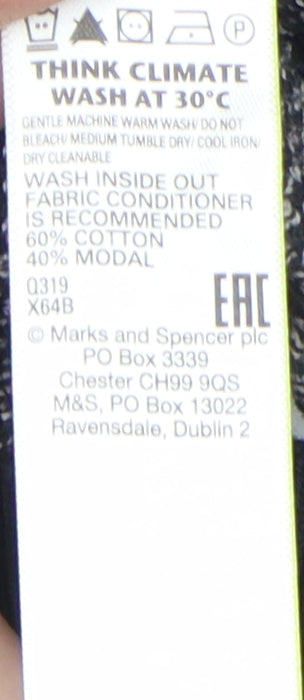 P
THINK CLIMATE
WASH AT 30°C
GENTLE MACHINE WARM WASH/ DO NOT
BLEACH/ MEDIUM TUMBLE DRY/ COOL IRON/
DRY CLEANABLE
WASH INSIDE OUT
FABRIC CONDITIONER
IS RECOMMENDED
60% COTTON
40% MODAL
Q319
X64B
EAC
© Marks and Spencer plc
PO Box 3339
Chester CH99 9QS
M&S, PO Box 13022
Ravensdale, Dublin 2